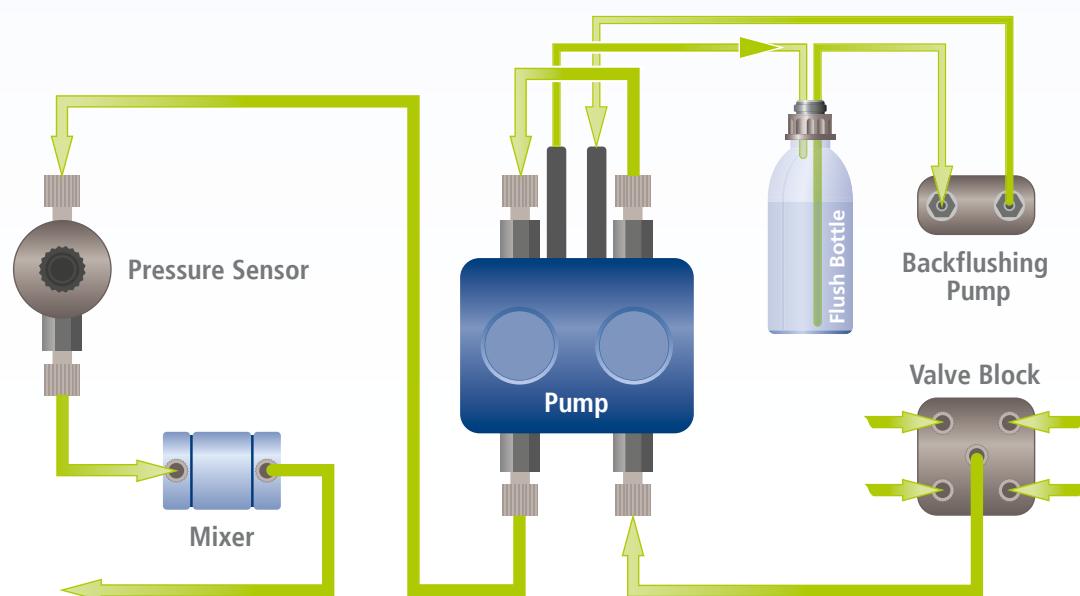 Flush Bottle
Backflushing
Pump
Pressure Sensor
Pump
Valve Block
Mixer